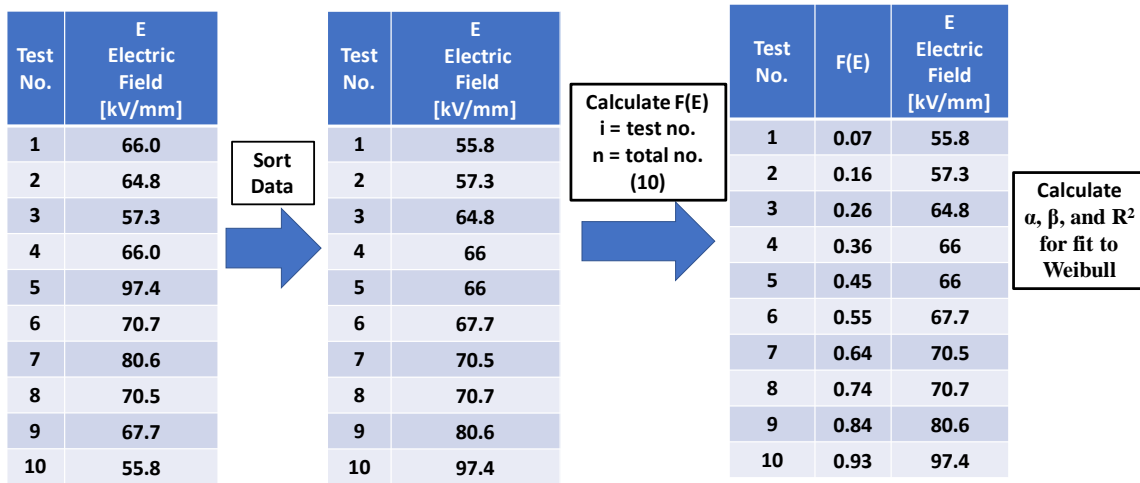 Test No. E Electric Field [kV/mm]
1 66.0
2 64.8
3 57.3
4 66.0
5 97.4
6 70.7
7 80.6
8 70.5
9 67.7
10 55.8
Sort
Data
Test No. E Electric Field [kV/mm]
1 55.8
2 57.3
3 64.8
4 66
5 66
6 67.7
7 70.5
8 70.7
9 80.6
10 97.4
Calculate F(E)
i = test no.
n = total no.
(10)
Test No. F(E) E Electric Field [kV/mm]
1 0.07 55.8
2 0.16 57.3
3 0.26 64.8
4 0.36 66
5 0.45 66
6 0.55 67.7
7 0.64 70.5
8 0.74 70.7
9 0.84 80.6
10 0.93 97.4
Calculate
α, β, and R²
for fit to
Weibull